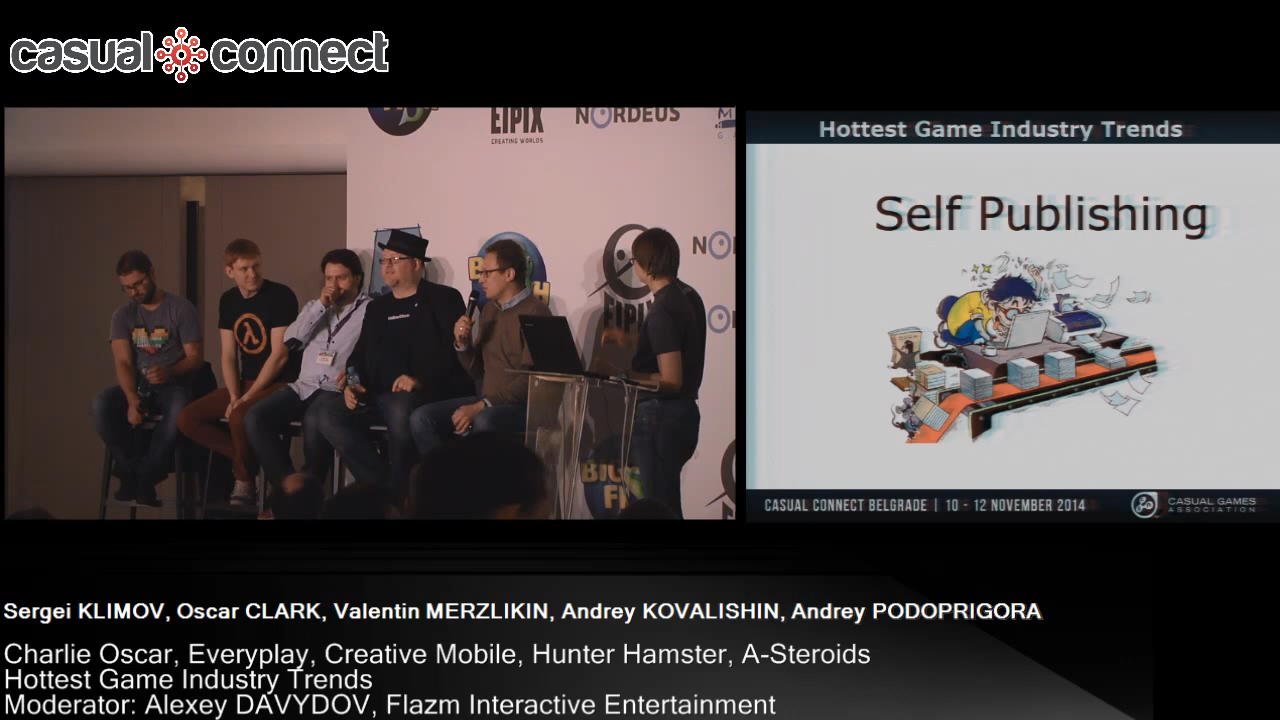 casual connect
EIPIX
CREATING WORLDS
NORDEUS
Hottest Game Industry Trends
Self Publishing
EIPIX
CASUAL CONNECT BELGRADE | 10 - 12 NOVEMBER 2014
CASUAL GAMES
ASSOCIATION
Sergei KLIMOV, Oscar CLARK, Valentin MERZLIKIN, Andrey KOVALISHIN, Andrey PODOPRIGORA
Charlie Oscar, Everyplay, Creative Mobile, Hunter Hamster, A-Steroids
Hottest Game Industry Trends
Moderator: Alexey DAVYDOV, Flazm Interactive Entertainment